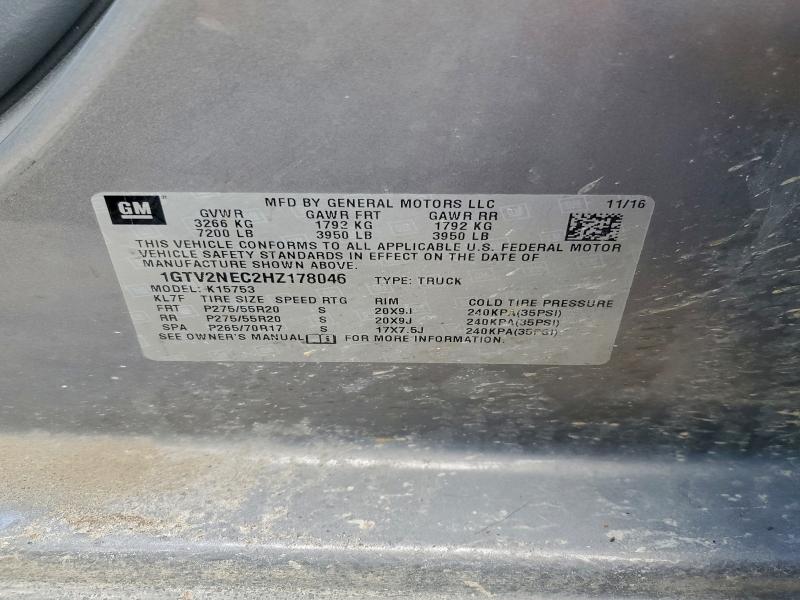 GM
MFD BY GENERAL MOTORS LLC 11/16
GVWR GAWR FRT GAWR RR
3266 KG 1792 KG 1792 KG
7200 LB 3950 LB 3950 LB
THIS VEHICLE CONFORMS TO ALL APPLICABLE U.S. FEDERAL MOTOR
VEHICLE SAFETY STANDARDS IN EFFECT ON THE DATE OF
MANUFACTURE SHOWN ABOVE.
1GTV2NEC2HZ178046 TYPE: TRUCK
MODEL: K15753
KL7F TIRE SIZE SPEED RTG RIM COLD TIRE PRESSURE
FRT P275/55R20 S 20X9J 240KPA(35PSI)
RR P275/55R20 S 20X9J 240KPA(35PSI)
SPA P265/70R17 S 17X7.5J 240KPA(35PSI)
SEE OWNER'S MANUAL FOR MORE INFORMATION.